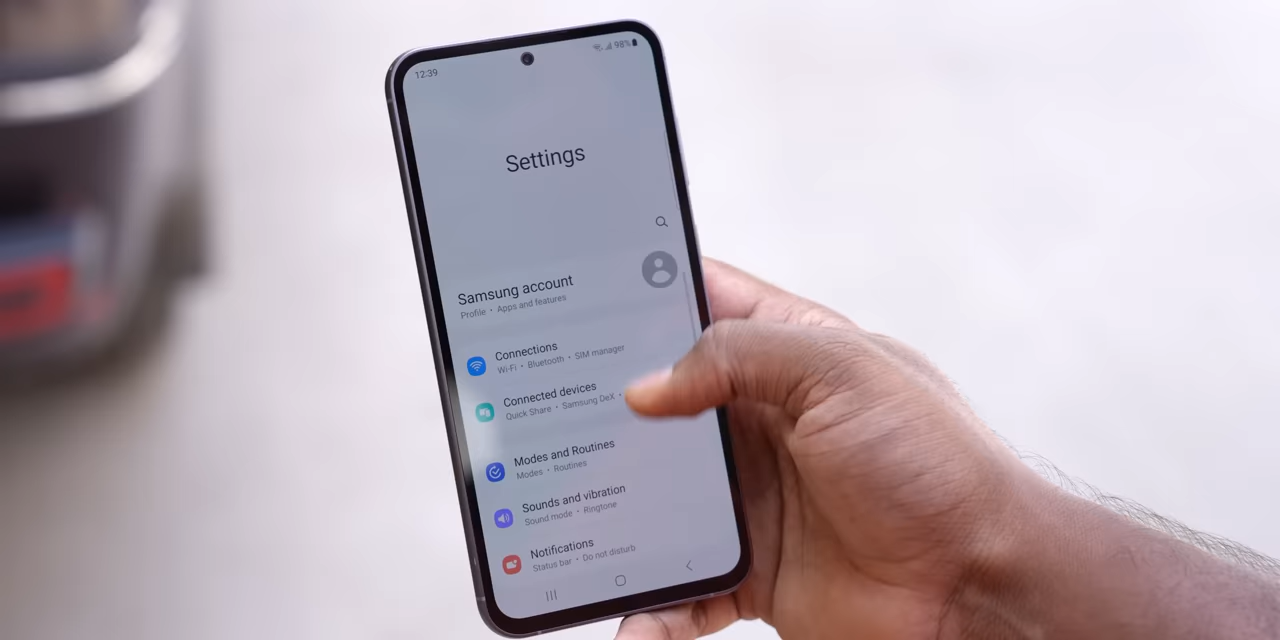 12:39
98%
Settings
Samsung account
Profile • Apps and features
Connections
Wi-Fi • Bluetooth • SIM manager
Connected devices
Quick Share • Samsung DeX •
Modes and Routines
Modes • Routines
Sounds and vibration
Sound mode • Ringtone
Notifications
Status bar • Do not disturb